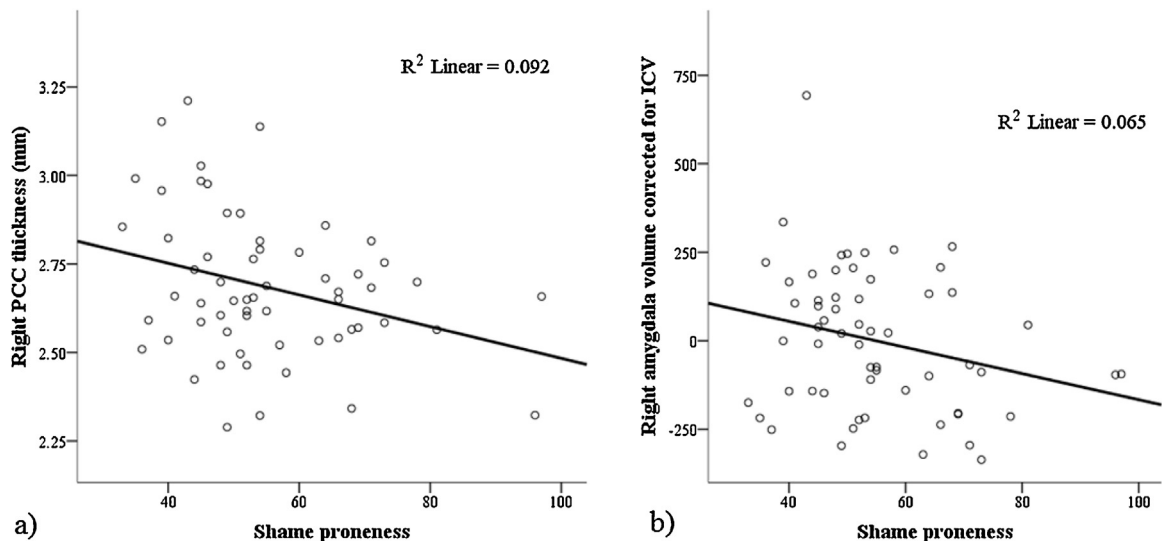 R² Linear = 0.092
Right PCC thickness (mm)
3.25
3.00
2.75
2.50
2.25
40 60 80 100
Shame proneness
a)
R² Linear = 0.065
Right amygdala volume corrected for ICV
750
500
250
0
-250
40 60 80 100
Shame proneness
b)